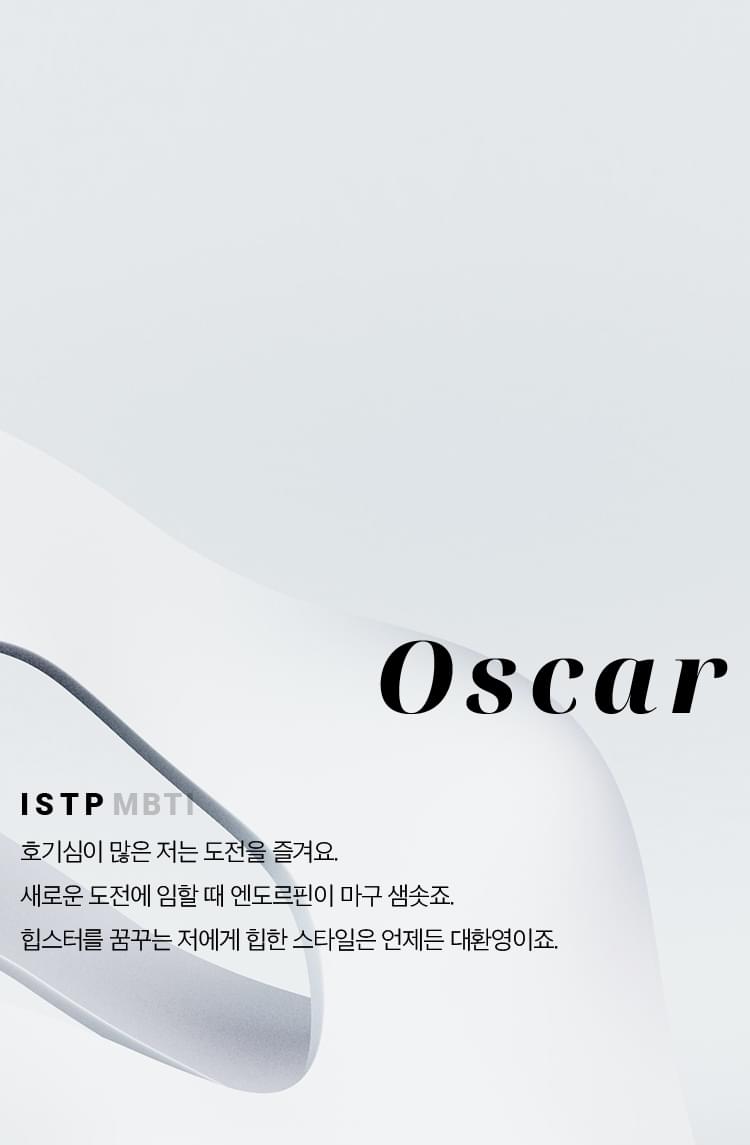 Oscar
ISTP MBTI
호기심이 많은 저는 도전을 즐겨요.
새로운 도전에 임할 때 엔도르핀이 마구 샘솟죠.
힙스터를 꿈꾸는 저에게 힙한 스타일은 언제든 대환영이죠.